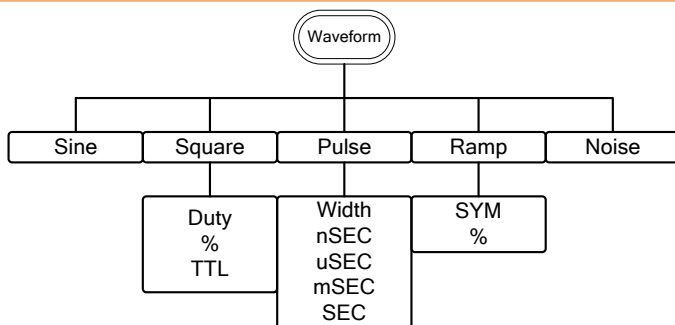 Waveform
Sine Square Pulse Ramp Noise
Duty
%
TTL
Width
nSEC
uSEC
mSEC
SEC
SYM
%